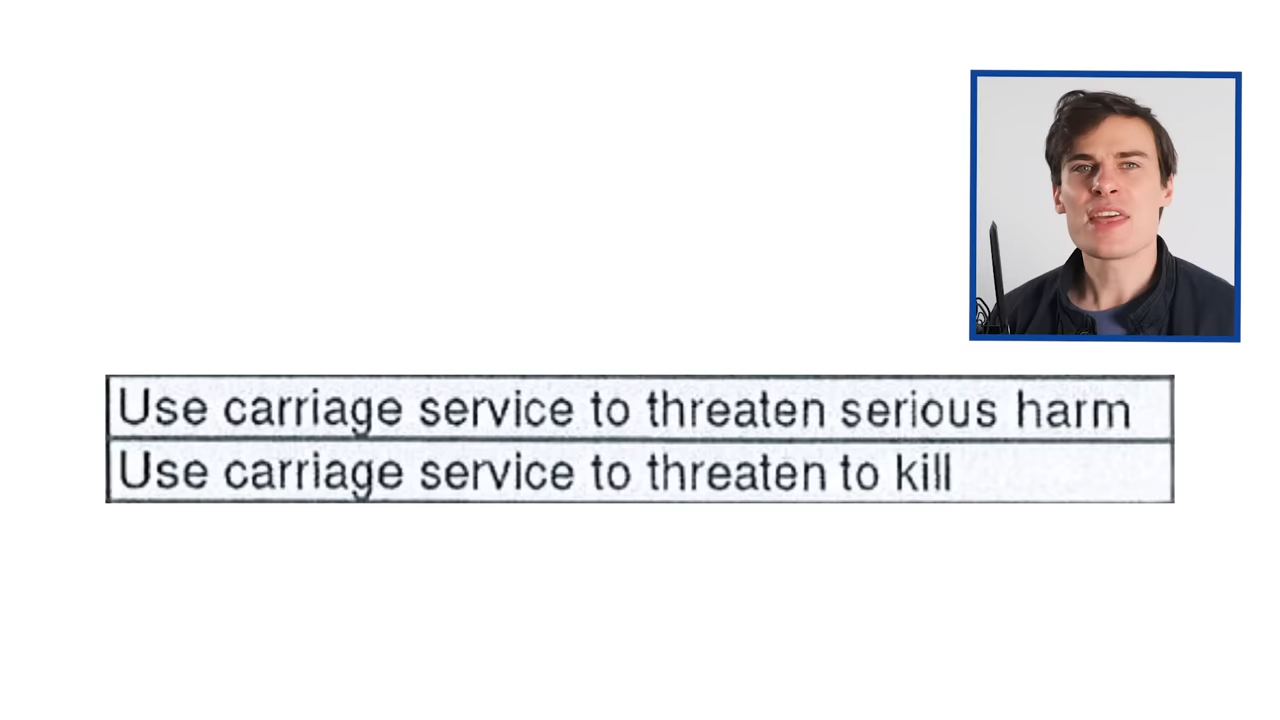 Use carriage service to threaten serious harm
Use carriage service to threaten to kill